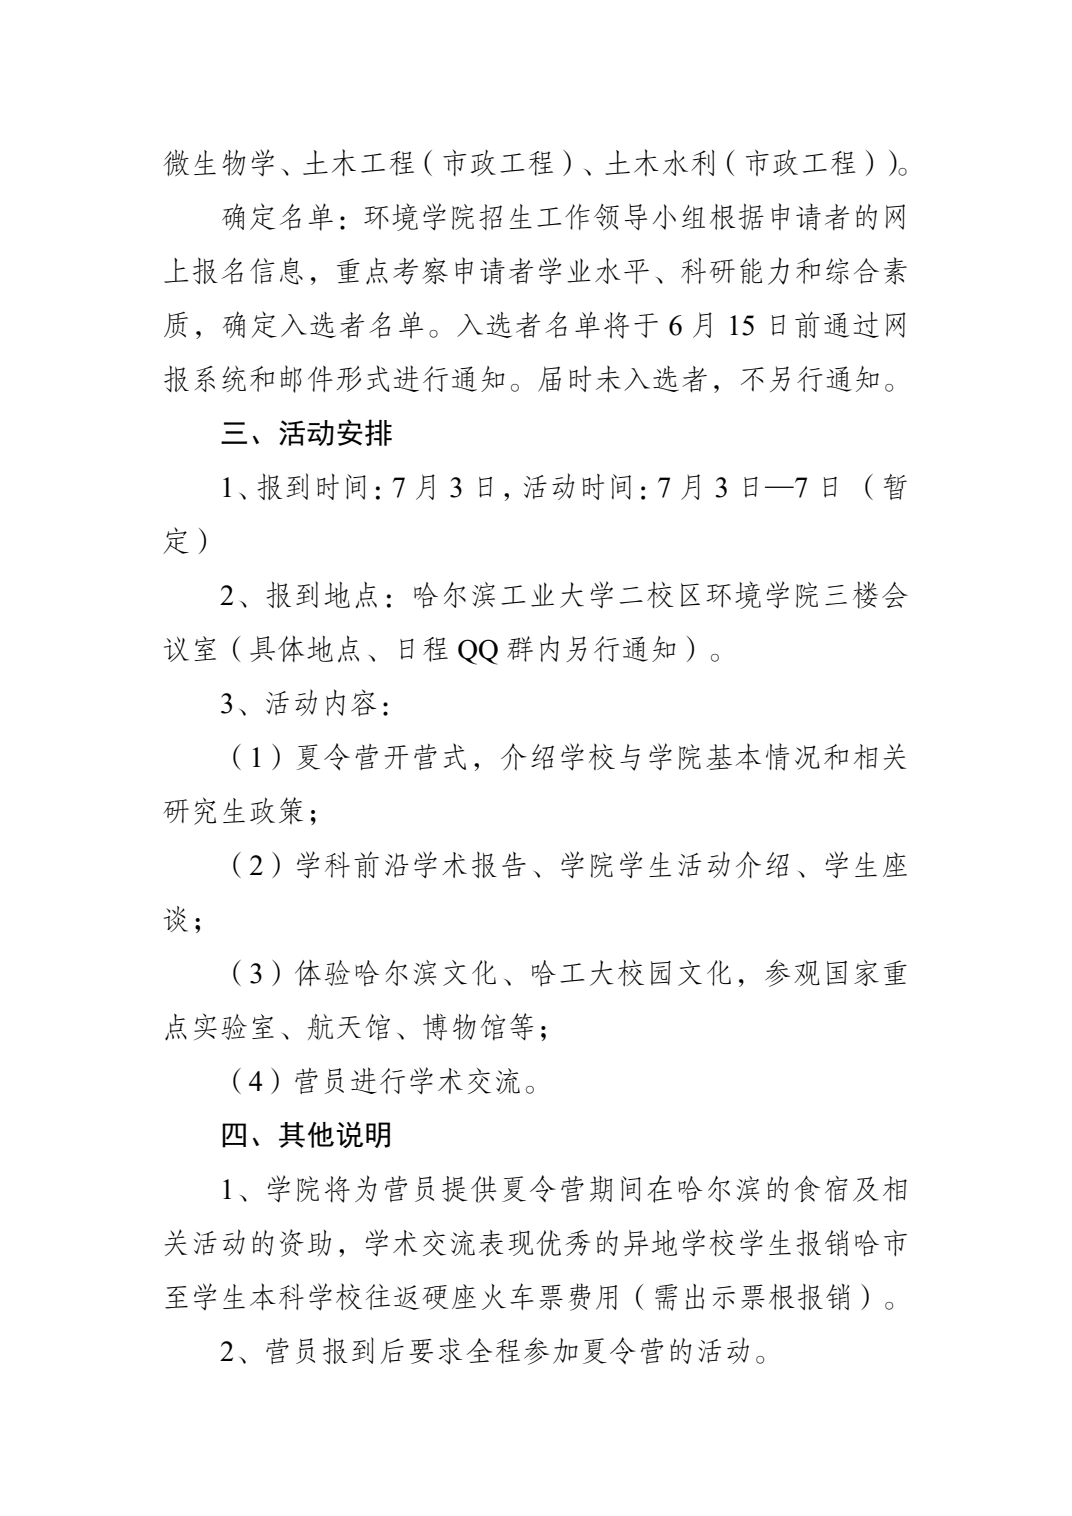 微生物学、土木工程（市政工程）、土木水利（市政工程））。
确定名单：环境学院招生工作领导小组根据申请者的网
上报名信息，重点考察申请者学业水平、科研能力和综合素
质，确定入选者名单。入选者名单将于 6 月 15 日前通过网
报系统和邮件形式进行通知。届时未入选者，不另行通知。
三、活动安排
1、报到时间：7 月 3 日，活动时间：7 月 3 日—7 日 （暂
定）
2、报到地点：哈尔滨工业大学二校区环境学院三楼会
议室（具体地点、日程 QQ 群内另行通知）。
3、活动内容：
（1）夏令营开营式，介绍学校与学院基本情况和相关
研究生政策；
（2）学科前沿学术报告、学院学生活动介绍、学生座
谈；
（3）体验哈尔滨文化、哈工大校园文化，参观国家重
点实验室、航天馆、博物馆等；
（4）营员进行学术交流。
四、其他说明
1、学院将为营员提供夏令营期间在哈尔滨的食宿及相
关活动的资助，学术交流表现优秀的异地学校学生报销哈市
至学生本科学校往返硬座火车票费用（需出示票根报销）。
2、营员报到后要求全程参加夏令营的活动。